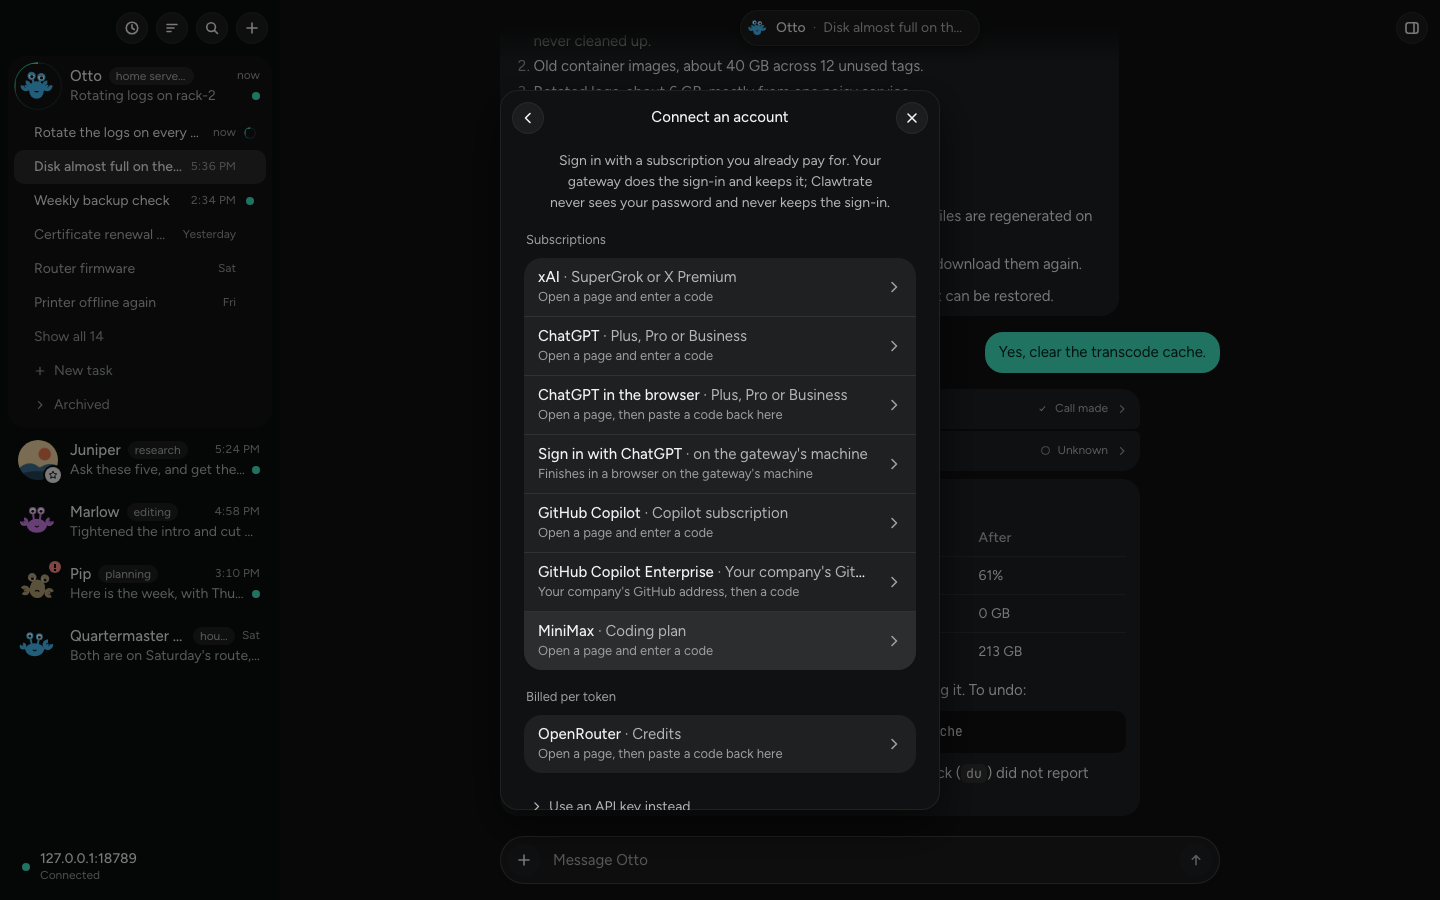 Otto home serve... now
Rotating logs on rack-2
Rotate the logs on every ... now
Disk almost full on the... 5:36 PM
Weekly backup check 2:34 PM
Certificate renewal ... Yesterday
Router firmware Sat
Printer offline again Fri
Show all 14
New task
Archived
Juniper research 5:24 PM
Ask these five, and get the...
Marlow editing 4:58 PM
Tightened the intro and cut ...
Pip planning 3:10 PM
Here is the week, with Thu...
Quartermaster ... hou... Sat
Both are on Saturday's route,...
127.0.0.1:18789
Connected
Otto · Disk almost full on th...
never cleaned up.
2. Old container images, about 40 GB across 12 unused tags.
Connect an account
Sign in with a subscription you already pay for. Your
gateway does the sign-in and keeps it; Clawtrate
never sees your password and never keeps the sign-in.
Subscriptions
xAI · SuperGrok or X Premium
Open a page and enter a code
ChatGPT · Plus, Pro or Business
Open a page and enter a code
ChatGPT in the browser · Plus, Pro or Business
Open a page, then paste a code back here
Sign in with ChatGPT · on the gateway's machine
Finishes in a browser on the gateway's machine
GitHub Copilot · Copilot subscription
Open a page and enter a code
GitHub Copilot Enterprise · Your company's Git...
Your company's GitHub address, then a code
MiniMax · Coding plan
Open a page and enter a code
Billed per token
OpenRouter · Credits
Open a page, then paste a code back here
Use an API key instead
are regenerated on
download them again.
can be restored.
Yes, clear the transcode cache.
Call made
Unknown
After
61%
0 GB
213 GB
it. To undo:
(du) did not report
Message Otto